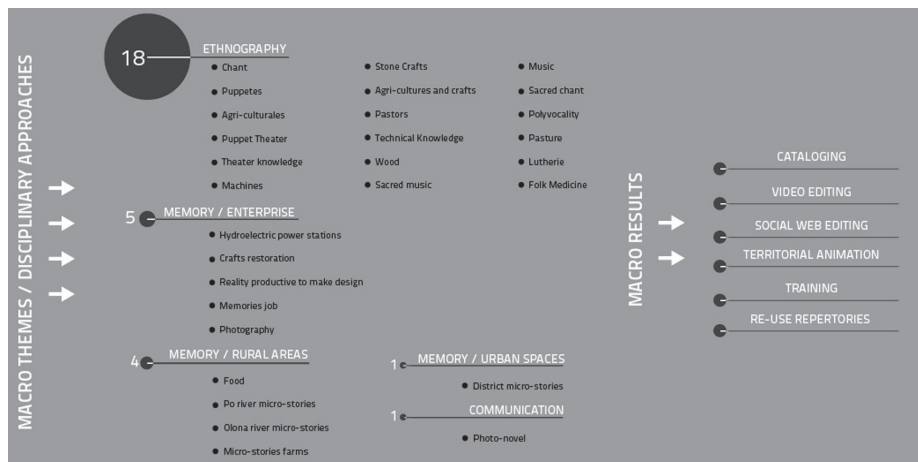 MACRO THEMES / DISCIPLINARY APPROACHES
18
ETHNOGRAPHY
Chant
Puppetes
Agri-culturales
Puppet Theater
Theater knowledge
Machines
Stone Crafts
Agri-cultures and crafts
Pastors
Technical Knowledge
Wood
Sacred music
Music
Sacred chant
Polyvocality
Pasture
Lutherie
Folk Medicine
5
MEMORY / ENTERPRISE
Hydroelectric power stations
Crafts restoration
Reality productive to make design
Memories job
Photography
4
MEMORY / RURAL AREAS
Food
Po river micro-stories
Olona river micro-stories
Micro-stories farms
1
MEMORY / URBAN SPACES
District micro-stories
1
COMMUNICATION
Photo-novel
MACRO RESULTS
CATALOGING
VIDEO EDITING
SOCIAL WEB EDITING
TERRITORIAL ANIMATION
TRAINING
RE-USE REPERTORIES